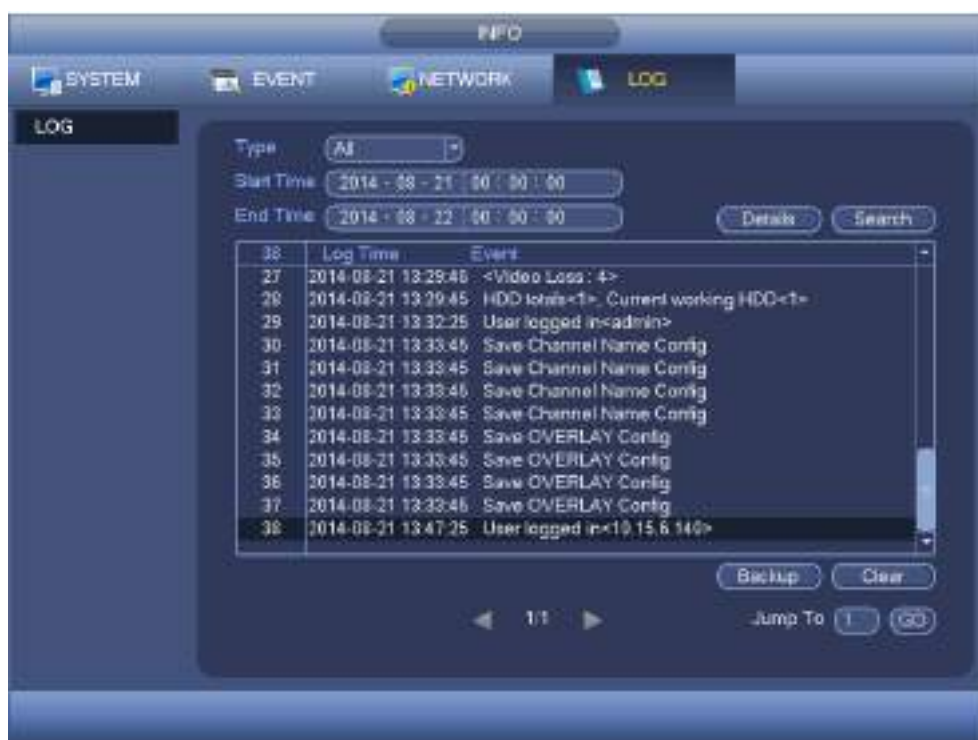 INFO
SYSTEM EVENT NETWORK LOG
LOG
Type All
Start Time 2014 - 08 - 21 00 : 00 : 00
End Time 2014 - 08 - 22 00 : 00 : 00
Details Search
38 Log Time Event
27 2014-08-21 13:29:46 <Video Loss : 4>
28 2014-08-21 13:29:45 HDD totals<1>, Current working HDD<1>
29 2014-08-21 13:32:25 User logged in<admin>
30 2014-08-21 13:33:45 Save Channel Name Config
31 2014-08-21 13:33:45 Save Channel Name Config
32 2014-08-21 13:33:45 Save Channel Name Config
33 2014-08-21 13:33:45 Save Channel Name Config
34 2014-08-21 13:33:45 Save OVERLAY Config
35 2014-08-21 13:33:45 Save OVERLAY Config
36 2014-08-21 13:33:45 Save OVERLAY Config
37 2014-08-21 13:33:45 Save OVERLAY Config
38 2014-08-21 13:47:25 User logged in<10.15.6.140>
Backup Clear
1/1 Jump To 1 GO